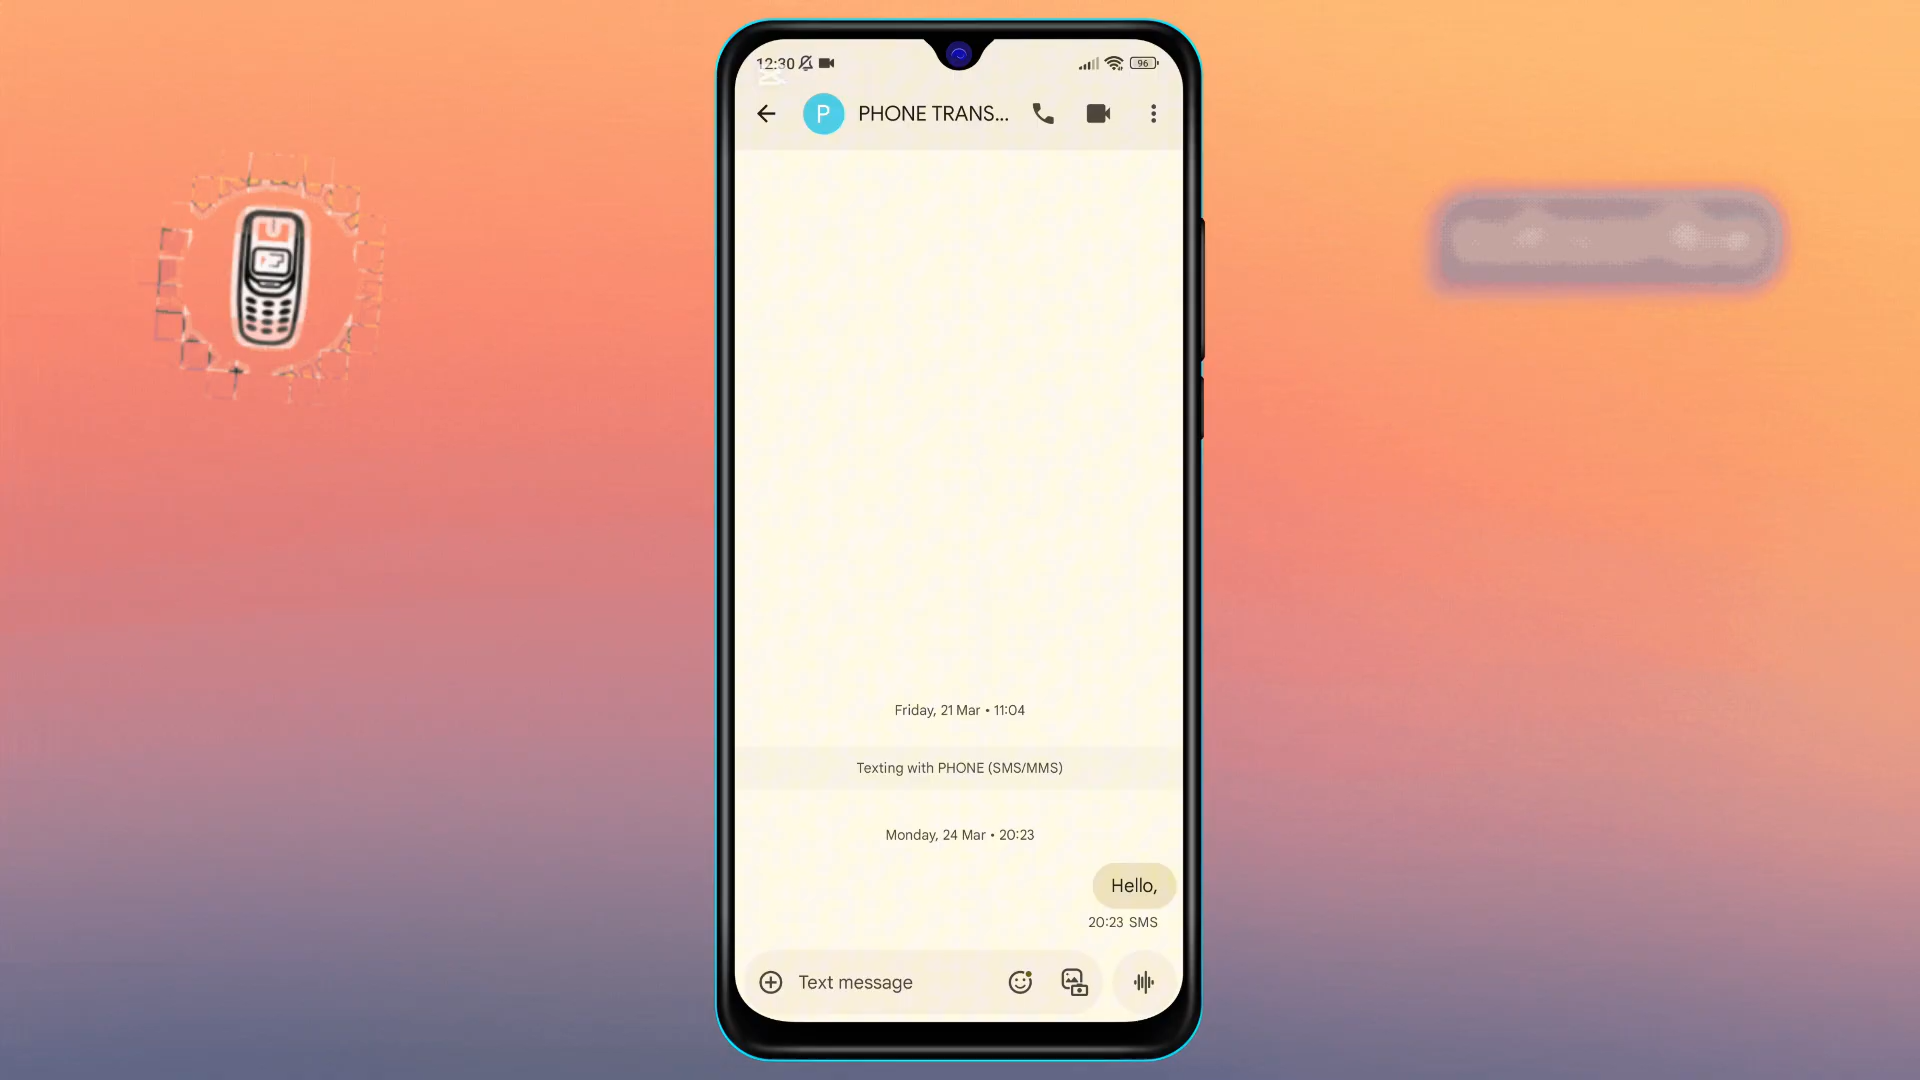 12:30
96
P
PHONE TRANS...
Friday, 21 Mar • 11:04
Texting with PHONE (SMS/MMS)
Monday, 24 Mar • 20:23
Hello,
20:23 SMS
Text message